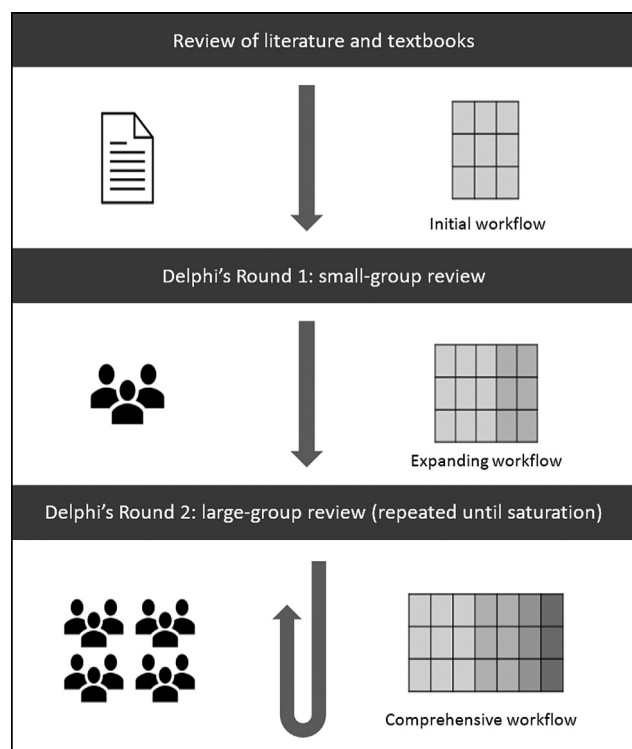 Review of literature and textbooks
Initial workflow
Delphi's Round 1: small-group review
Expanding workflow
Delphi's Round 2: large-group review (repeated until saturation)
Comprehensive workflow